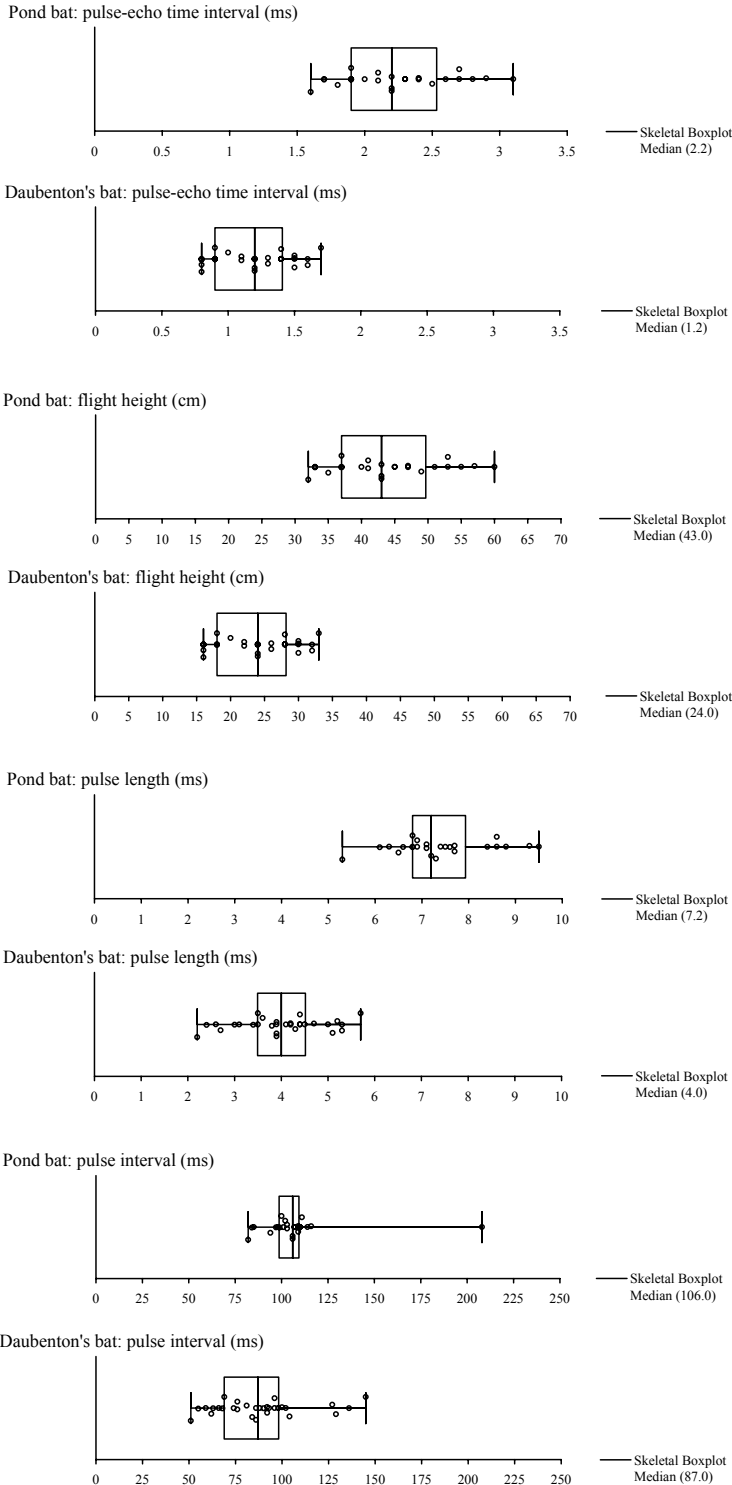 Pond bat: pulse-echo time interval (ms)
0 0.5 1 1.5 2 2.5 3 3.5
Skeletal Boxplot
Median (2.2)
Daubenton's bat: pulse-echo time interval (ms)
0 0.5 1 1.5 2 2.5 3 3.5
Skeletal Boxplot
Median (1.2)
Pond bat: flight height (cm)
0 5 10 15 20 25 30 35 40 45 50 55 60 65 70
Skeletal Boxplot
Median (43.0)
Daubenton's bat: flight height (cm)
0 5 10 15 20 25 30 35 40 45 50 55 60 65 70
Skeletal Boxplot
Median (24.0)
Pond bat: pulse length (ms)
0 1 2 3 4 5 6 7 8 9 10
Skeletal Boxplot
Median (7.2)
Daubenton's bat: pulse length (ms)
0 1 2 3 4 5 6 7 8 9 10
Skeletal Boxplot
Median (4.0)
Pond bat: pulse interval (ms)
0 25 50 75 100 125 150 175 200 225 250
Skeletal Boxplot
Median (106.0)
Daubenton's bat: pulse interval (ms)
0 25 50 75 100 125 150 175 200 225 250
Skeletal Boxplot
Median (87.0)